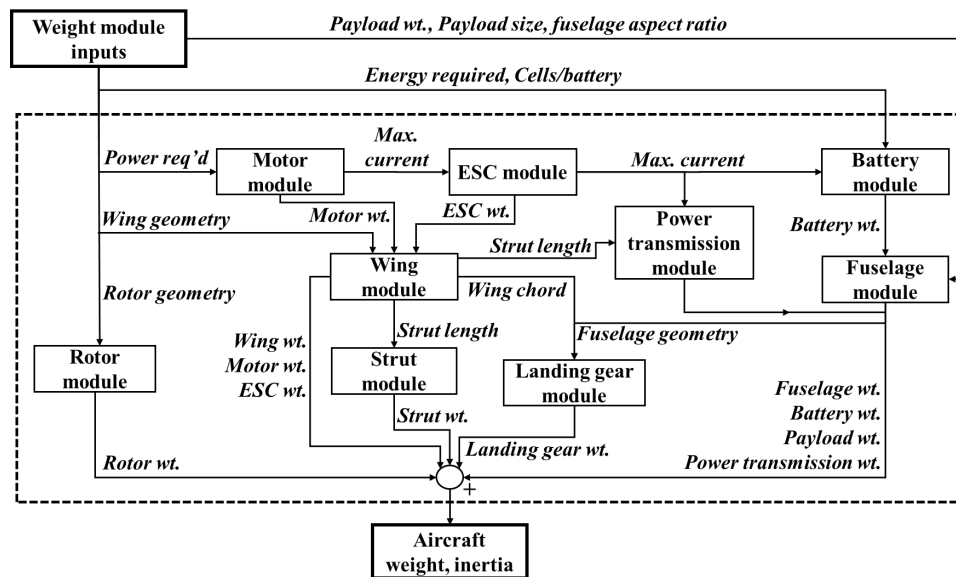 Weight module
inputs
Payload wt., Payload size, fuselage aspect ratio
Energy required, Cells/battery
Power req’d
Motor
module
Max.
current
ESC module
Max. current
Battery
module
Wing geometry
Motor wt.
ESC wt.
Strut length
Power
transmission
module
Battery wt.
Wing
module
Wing chord
Fuselage
module
Rotor geometry
Strut length
Fuselage geometry
Rotor
module
Wing wt.
Motor wt.
ESC wt.
Strut
module
Landing gear
module
Fuselage wt.
Battery wt.
Payload wt.
Power transmission wt.
Strut wt.
Landing gear wt.
Rotor wt.
+
Aircraft
weight, inertia